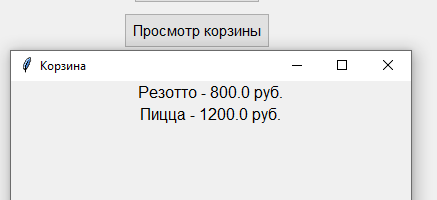 Просмотр корзины
Корзина
Резотто - 800.0 руб.
Пицца - 1200.0 руб.